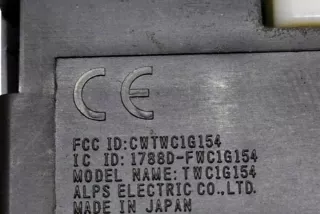 CE
FCC ID:CWTWC1G154
IC ID:1788D-FWC1G154
MODEL NAME:TWC1G154
ALPS ELECTRIC CO.,LTD.
MADE IN JAPAN